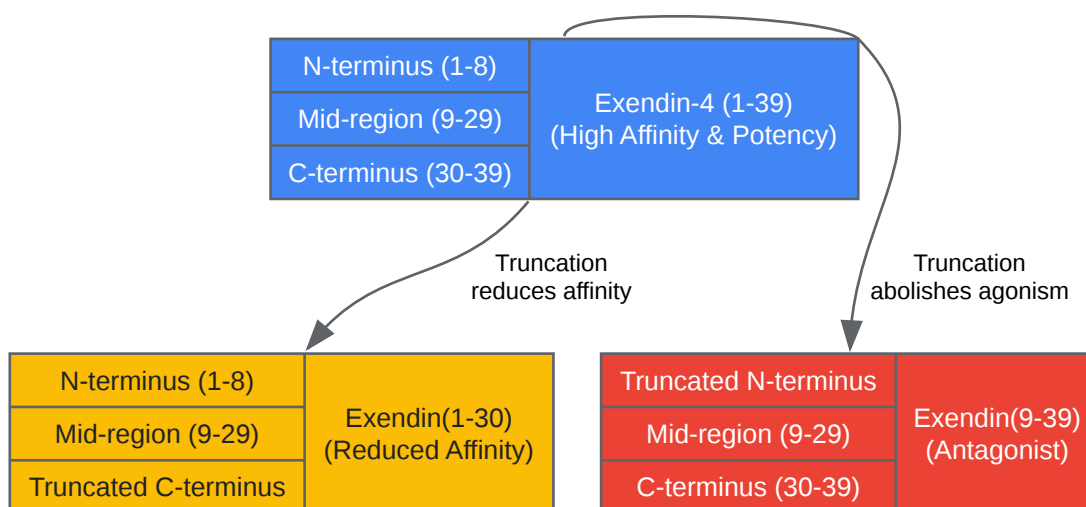 N-terminus (1-8)
Mid-region (9-29)
C-terminus (30-39)
Exendin-4 (1-39)
(High Affinity & Potency)
Truncation
reduces affinity
Truncation
abolishes agonism
N-terminus (1-8)
Mid-region (9-29)
Truncated C-terminus
Exendin(1-30)
(Reduced Affinity)
Truncated N-terminus
Mid-region (9-29)
C-terminus (30-39)
Exendin(9-39)
(Antagonist)